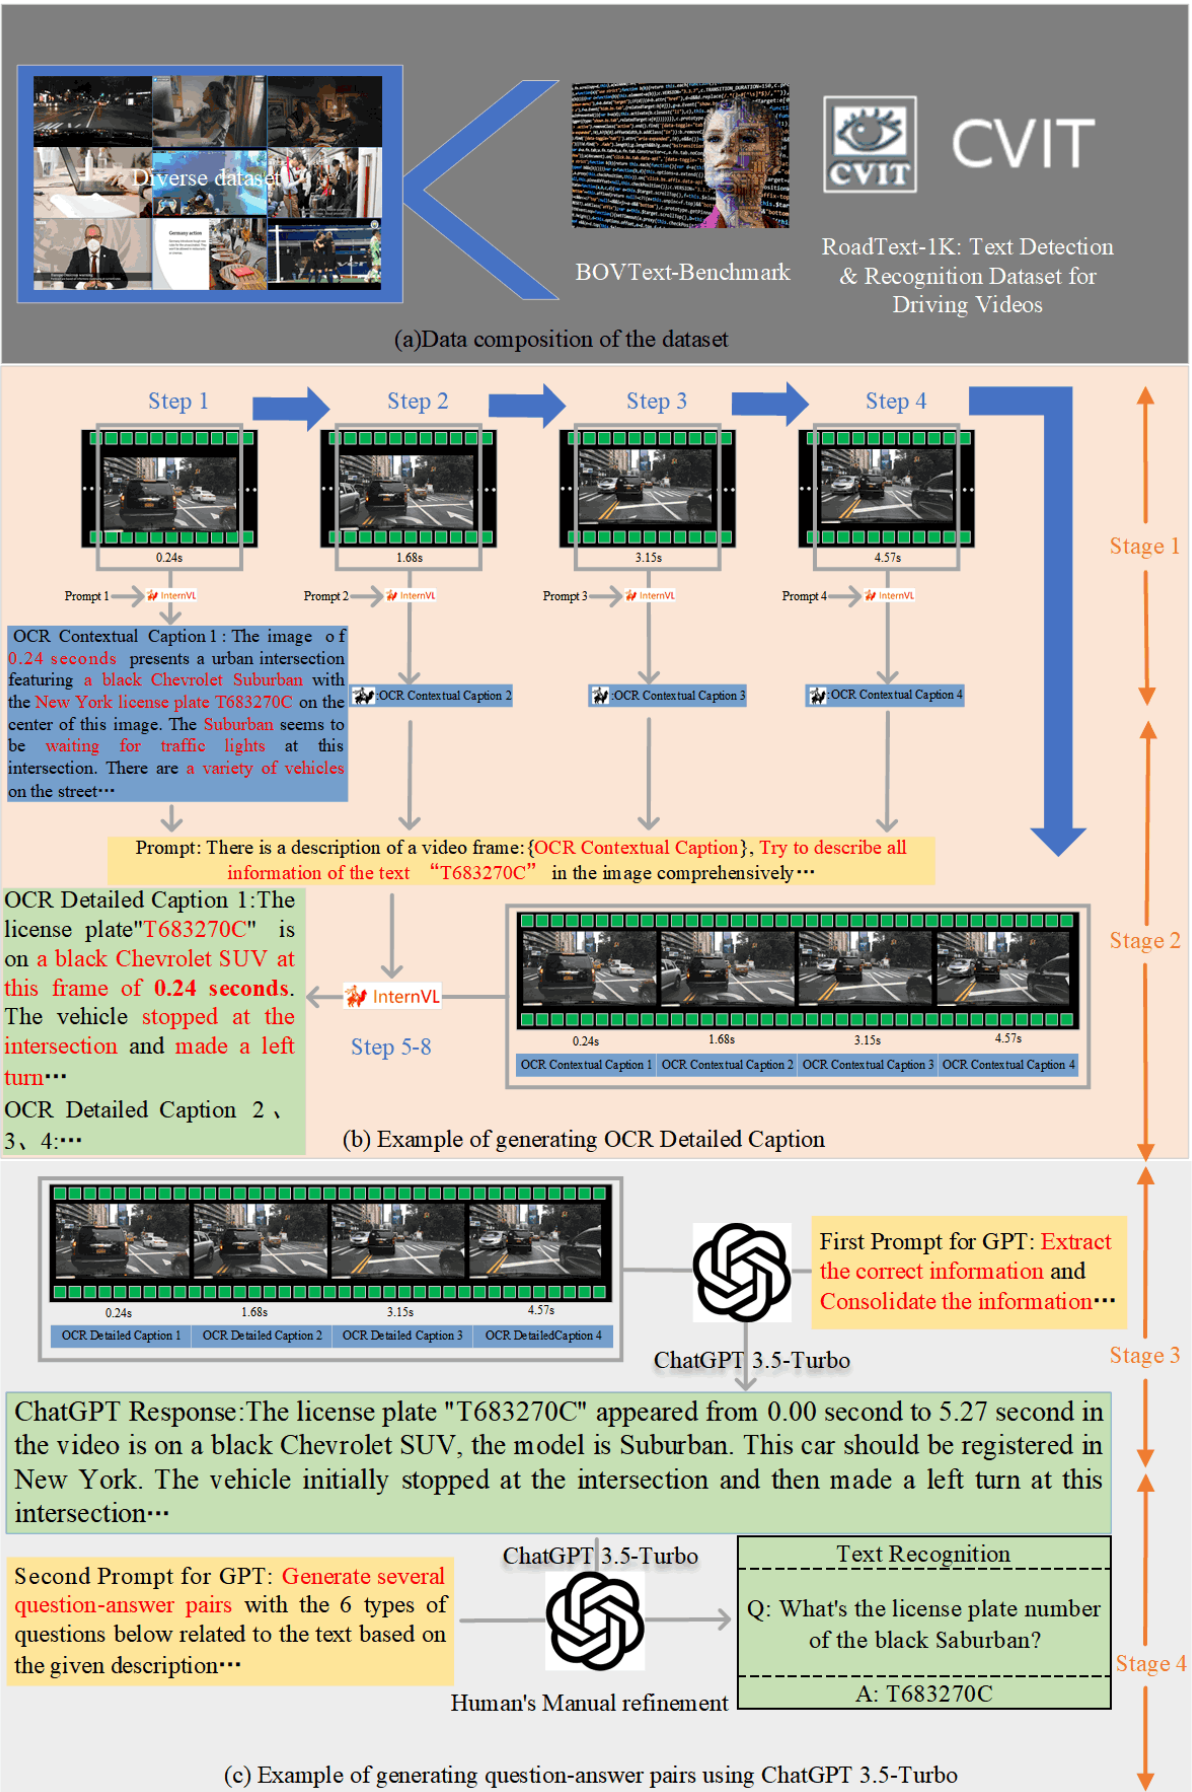 Diverse dataset
Germany action
CVIT
CVIT
BOVText-Benchmark
RoadText-1K: Text Detection
& Recognition Dataset for
Driving Videos
(a)Data composition of the dataset
Step 1
Step 2
Step 3
Step 4
0.24s
1.68s
3.15s
4.57s
Stage 1
Prompt 1
InternVL
Prompt 2
InternVL
Prompt 3
InternVL
Prompt 4
InternVL
OCR Contextual Caption 1 : The image of
0.24 seconds presents a urban intersection
featuring a black Chevrolet Suburban with
the New York license plate T683270C on the
center of this image. The Suburban seems to
be waiting for traffic lights at this
intersection. There are a variety of vehicles
on the street···
:OCR Contextual Caption 2
:OCR Contextual Caption 3
:OCR Contextual Caption 4
Prompt: There is a description of a video frame:{OCR Contextual Caption}, Try to describe all
information of the text “T683270C” in the image comprehensively···
OCR Detailed Caption 1:The
license plate"T683270C" is
on a black Chevrolet SUV at
this frame of 0.24 seconds.
The vehicle stopped at the
intersection and made a left
turn···
OCR Detailed Caption 2 、
3、4:···
InternVL
Step 5-8
0.24s
1.68s
3.15s
4.57s
OCR Contextual Caption 1
OCR Contextual Caption 2
OCR Contextual Caption 3
OCR Contextual Caption 4
Stage 2
(b) Example of generating OCR Detailed Caption
0.24s
1.68s
3.15s
4.57s
OCR Detailed Caption 1
OCR Detailed Caption 2
OCR Detailed Caption 3
OCR DetailedCaption 4
First Prompt for GPT: Extract
the correct information and
Consolidate the information···
ChatGPT 3.5-Turbo
Stage 3
ChatGPT Response:The license plate "T683270C" appeared from 0.00 second to 5.27 second in
the video is on a black Chevrolet SUV, the model is Suburban. This car should be registered in
New York. The vehicle initially stopped at the intersection and then made a left turn at this
intersection···
Second Prompt for GPT: Generate several
question-answer pairs with the 6 types of
questions below related to the text based on
the given description···
ChatGPT 3.5-Turbo
Human's Manual refinement
Text Recognition
Q: What's the license plate number
of the black Saburban?
A: T683270C
Stage 4
(c) Example of generating question-answer pairs using ChatGPT 3.5-Turbo